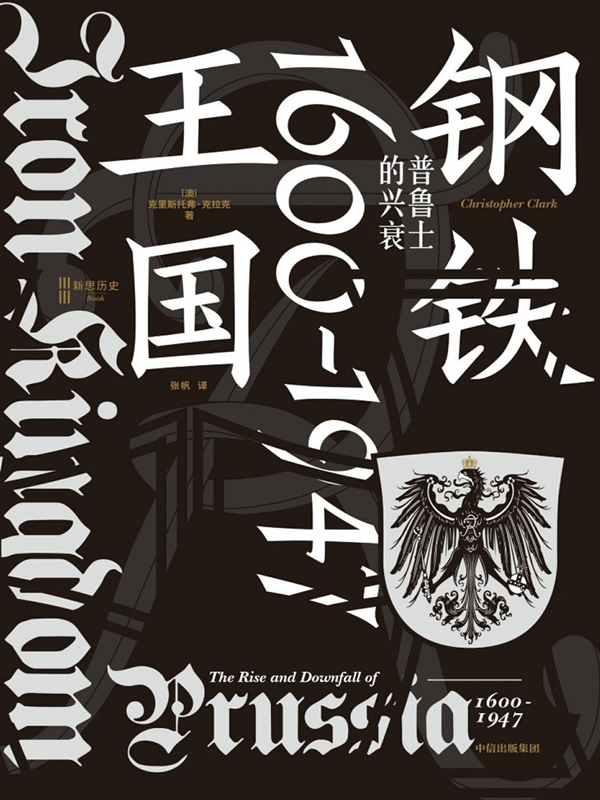 钢铁
王国
1600~1947
普鲁士
的兴衰
Christopher Clark
[澳]
克里斯托弗·克拉克
著
新思历史
Book
张帆 译
Iron Kingdom
The Rise and Downfall of
Prussia
1600-
1947
中信出版集团